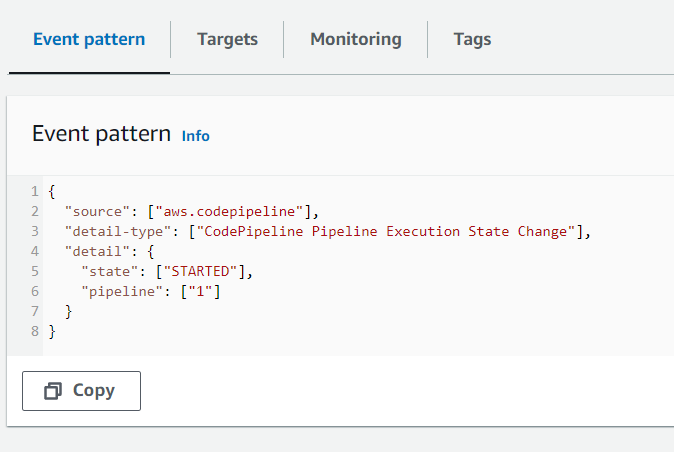 Event pattern Targets Monitoring Tags
Event pattern Info
1 {
2   "source": ["aws.codepipeline"],
3   "detail-type": ["CodePipeline Pipeline Execution State Change"],
4   "detail": {
5     "state": ["STARTED"],
6     "pipeline": ["1"]
7   }
8 }
Copy